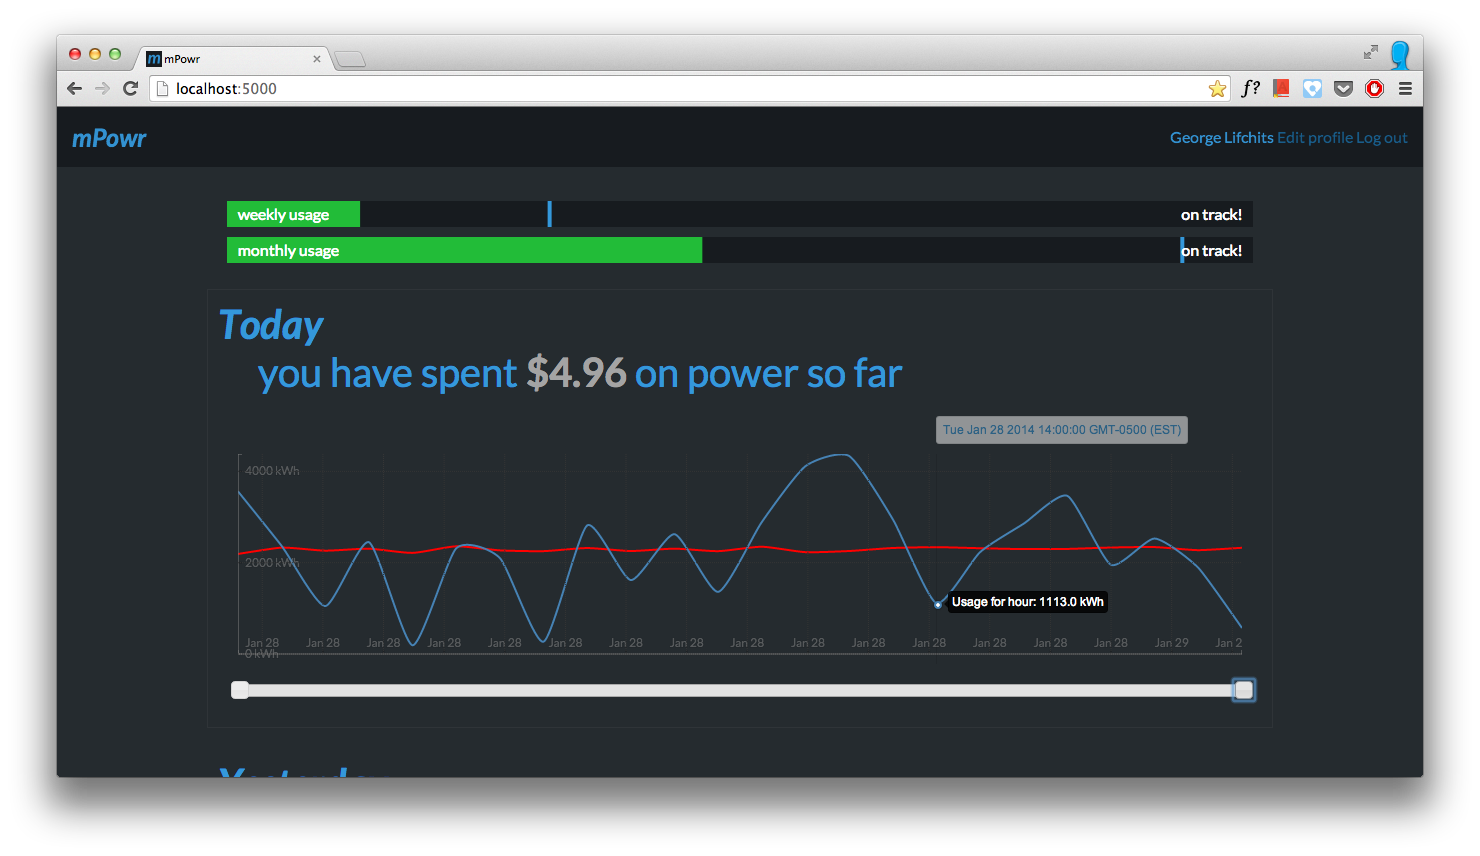 mPowr
localhost:5000
f?
mPowr
George Lifchits Edit profile Log out
weekly usage on track!
monthly usage on track!
Today
you have spent $4.96 on power so far
Tue Jan 28 2014 14:00:00 GMT-0500 (EST)
4000 kWh
2000 kWh
Usage for hour: 1113.0 kWh
Jan 28 Jan 28 Jan 28 Jan 28 Jan 28 Jan 28 Jan 28 Jan 28 Jan 28 Jan 28 Jan 28 Jan 28 Jan 28 Jan 28 Jan 28 Jan 29 Jan 2
0 kWh
Yesterday